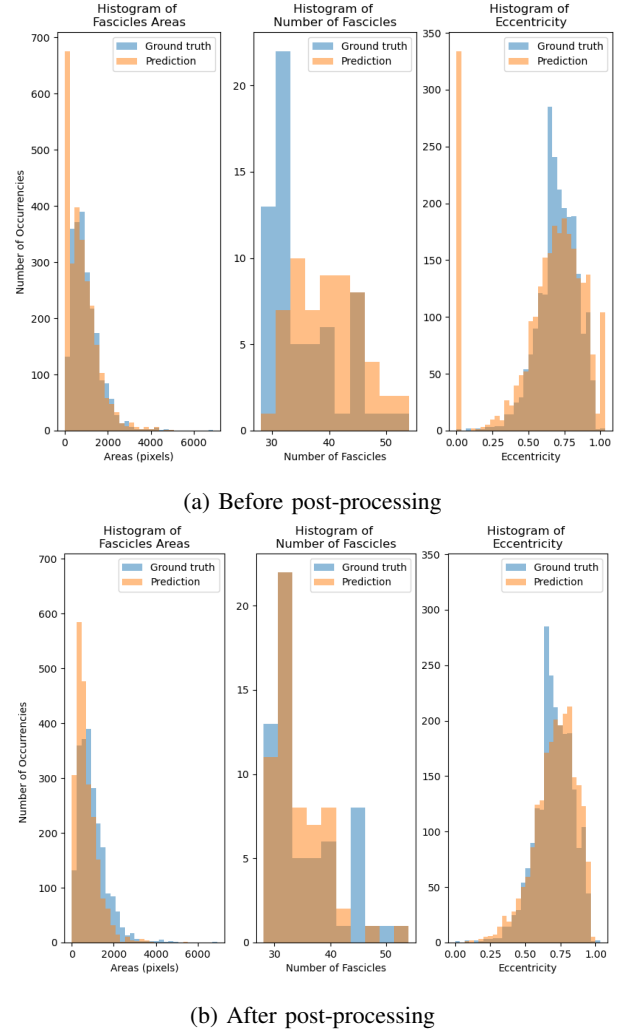 Histogram of
Fascicles Areas
Histogram of
Number of Fascicles
Histogram of
Eccentricity
Ground truth
Prediction
Ground truth
Prediction
Ground truth
Prediction
Number of Occurrencies
700
600
500
400
300
200
100
0
0 2000 4000 6000
Areas (pixels)
20
15
10
5
0
30 40 50
Number of Fascicles
350
300
250
200
150
100
50
0
0.00 0.25 0.50 0.75 1.00
Eccentricity
(a) Before post-processing
Histogram of
Fascicles Areas
Histogram of
Number of Fascicles
Histogram of
Eccentricity
Ground truth
Prediction
Ground truth
Prediction
Ground truth
Prediction
Number of Occurrencies
700
600
500
400
300
200
100
0
0 2000 4000 6000
Areas (pixels)
20
15
10
5
0
30 40 50
Number of Fascicles
350
300
250
200
150
100
50
0
0.00 0.25 0.50 0.75 1.00
Eccentricity
(b) After post-processing